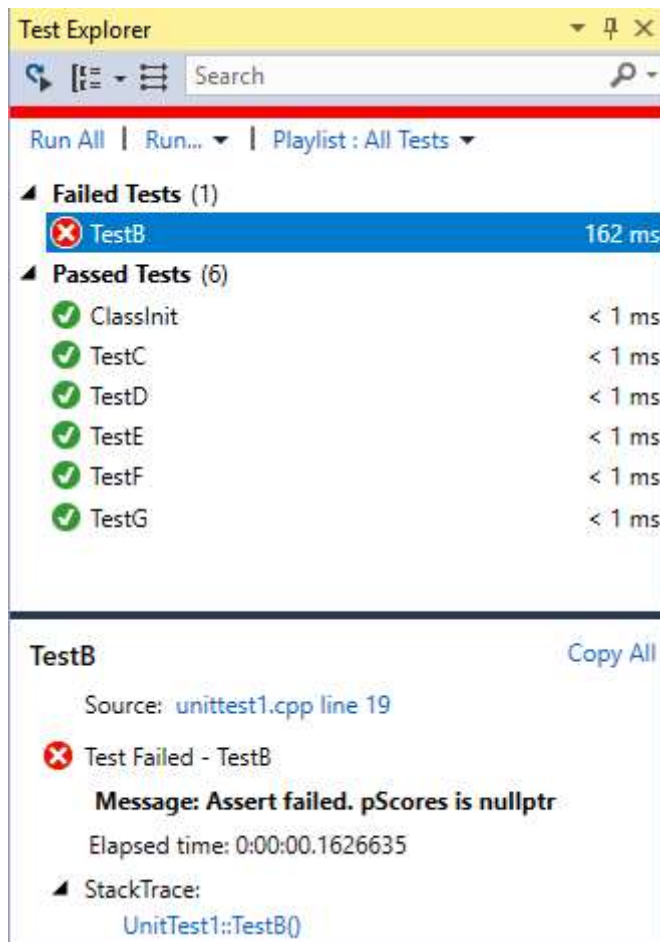 Test Explorer
Search
Run All | Run... | Playlist : All Tests
Failed Tests (1)
TestB 162 ms
Passed Tests (6)
ClassInit < 1 ms
TestC < 1 ms
TestD < 1 ms
TestE < 1 ms
TestF < 1 ms
TestG < 1 ms
TestB Copy All
Source: unittest1.cpp line 19
Test Failed - TestB
Message: Assert failed. pScores is nullptr
Elapsed time: 0:00:00.1626635
StackTrace:
UnitTest1::TestB()